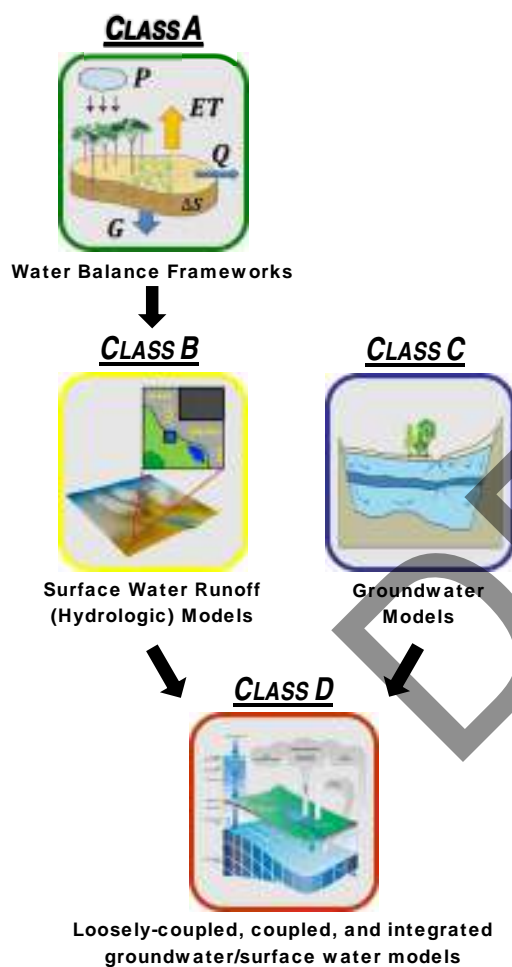 CLASS A
P
ET
Q
ΔS
G
Water Balance Frameworks
CLASS B
CLASS C
Surface Water Runoff
(Hydrologic) Models
Groundwater
Models
CLASS D
Loosely-coupled, coupled, and integrated
groundwater/surface water models